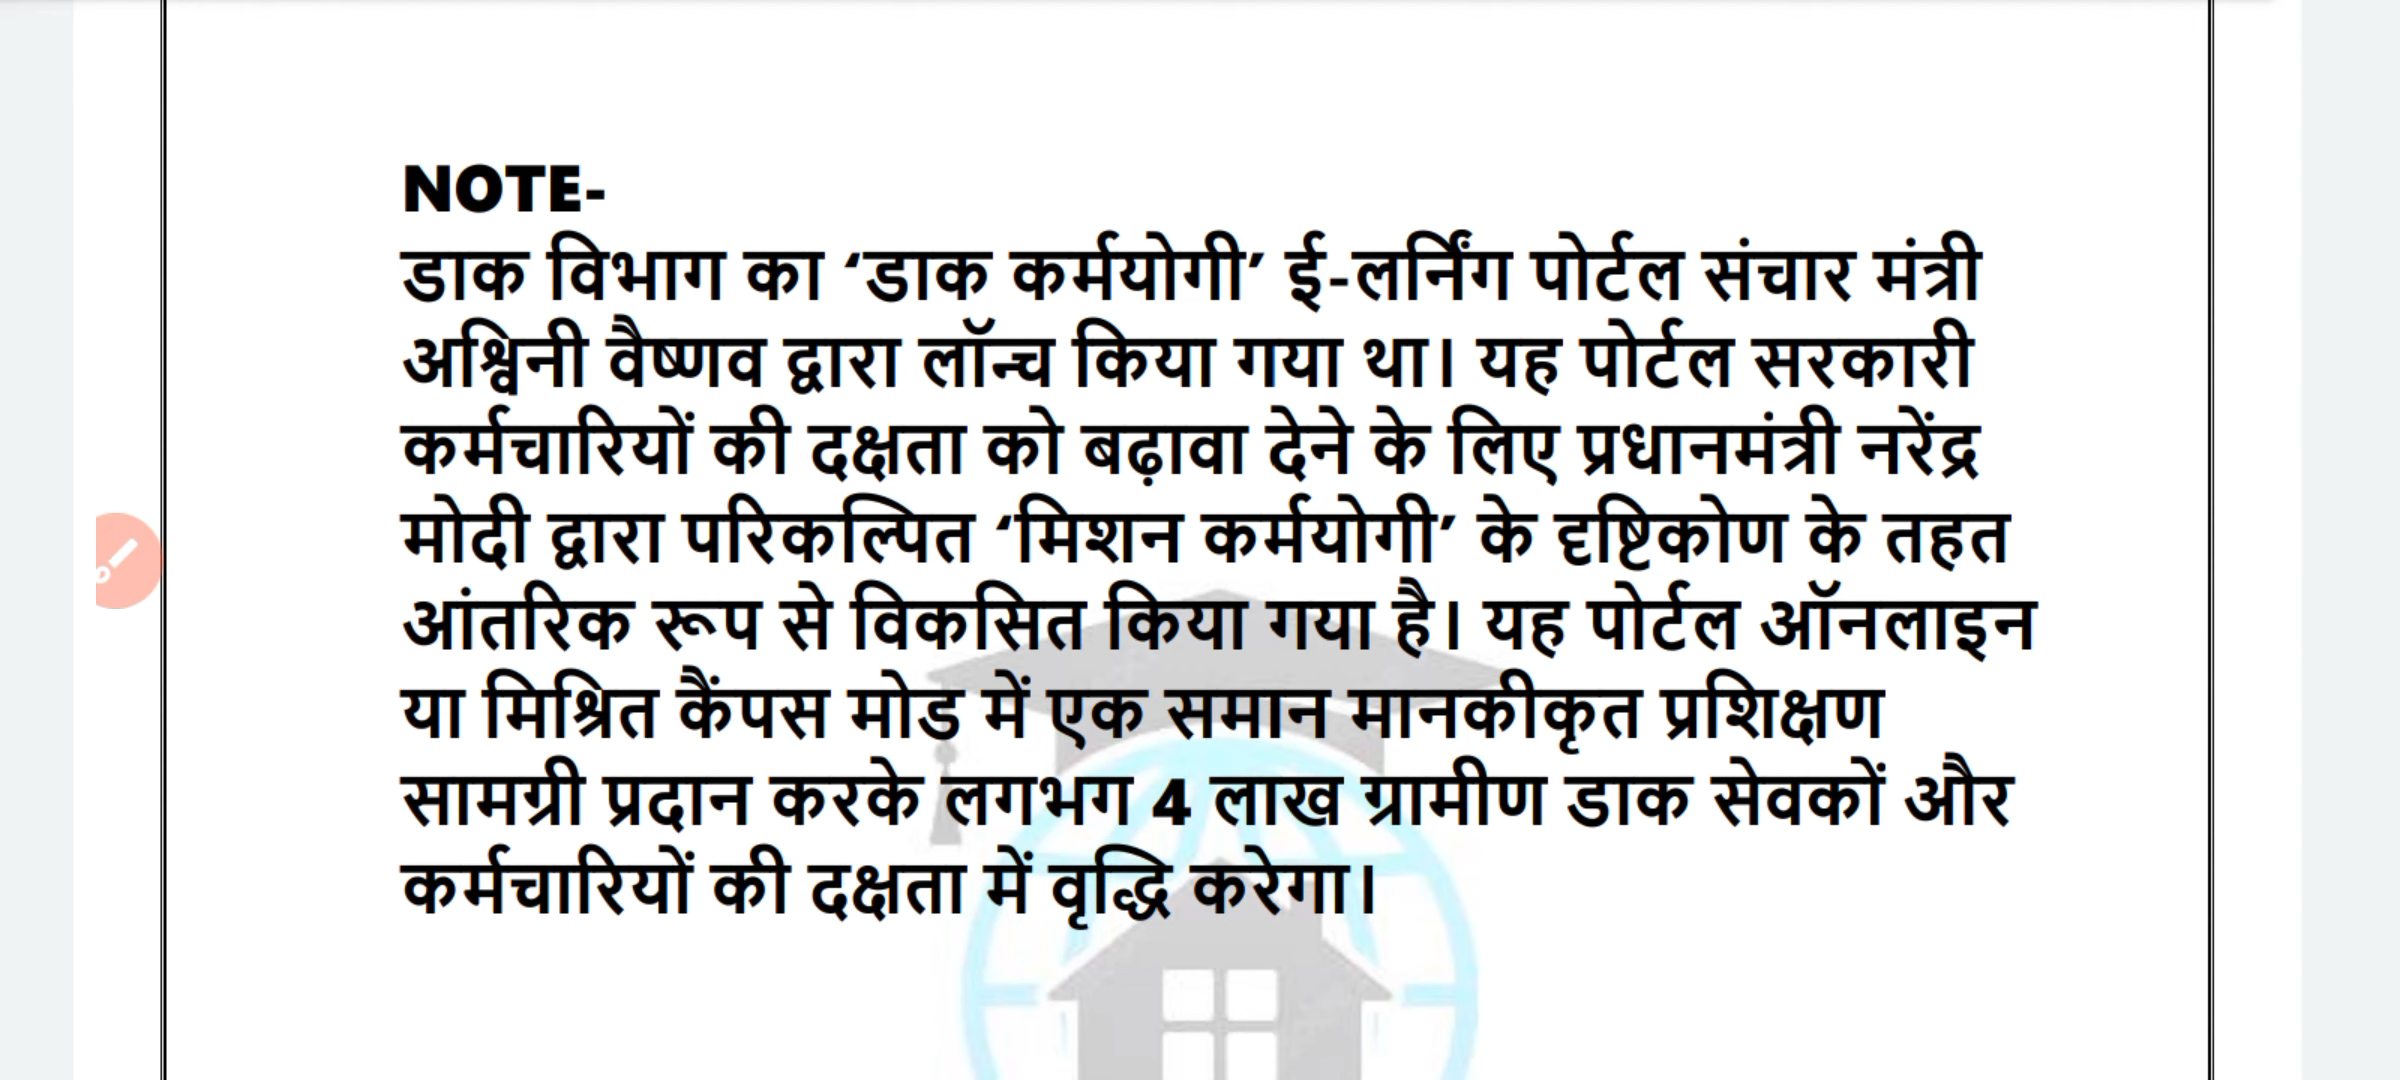 NOTE-
डाक विभाग का ‘डाक कर्मयोगी’ ई-लर्निंग पोर्टल संचार मंत्री
अश्विनी वैष्णव द्वारा लॉन्च किया गया था। यह पोर्टल सरकारी
कर्मचारियों की दक्षता को बढ़ावा देने के लिए प्रधानमंत्री नरेंद्र
मोदी द्वारा परिकल्पित ‘मिशन कर्मयोगी’ के दृष्टिकोण के तहत
आंतरिक रूप से विकसित किया गया है। यह पोर्टल ऑनलाइन
या मिश्रित कैंपस मोड में एक समान मानकीकृत प्रशिक्षण
सामग्री प्रदान करके लगभग 4 लाख ग्रामीण डाक सेवकों और
कर्मचारियों की दक्षता में वृद्धि करेगा।